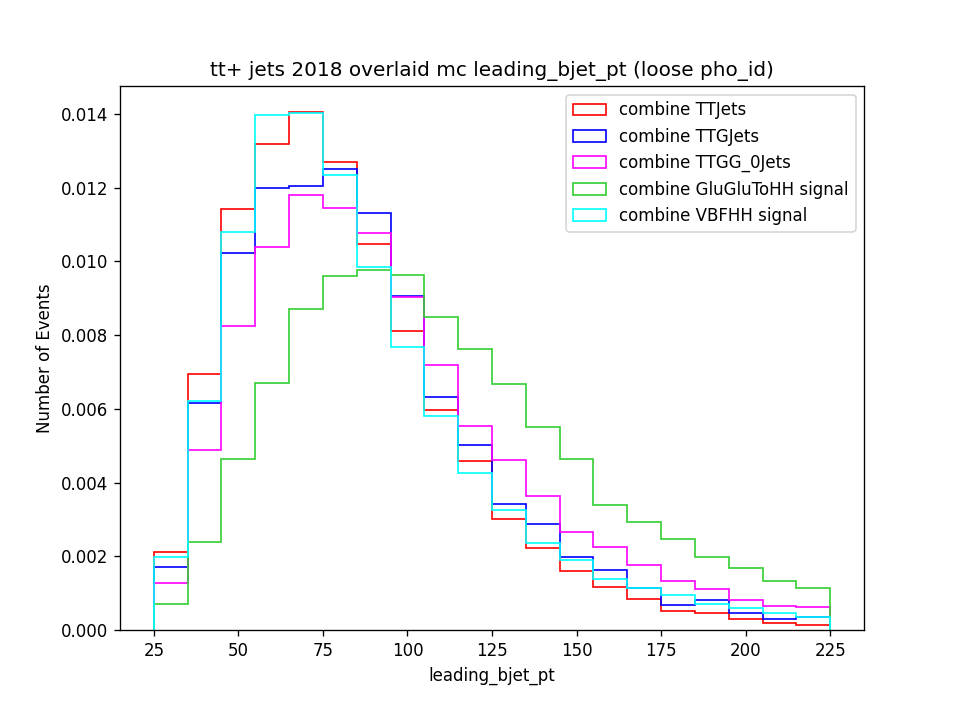 tt+ jets 2018 overlaid mc leading_bjet_pt (loose pho_id)
combine TTJets
combine TTGJets
combine TTGG_0Jets
combine GluGluToHH signal
combine VBFHH signal
Number of Events
0.014
0.012
0.010
0.008
0.006
0.004
0.002
0.000
25 50 75 100 125 150 175 200 225
leading_bjet_pt